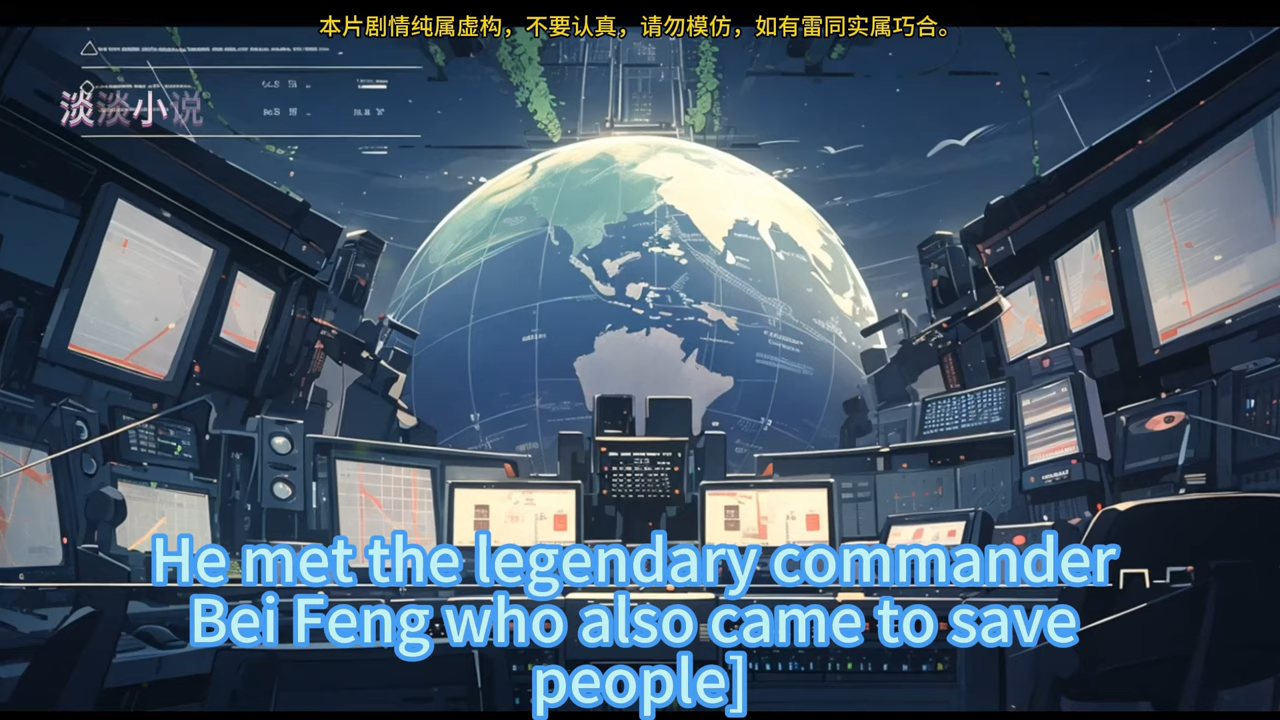 本片剧情纯属虚构，不要认真，请勿模仿，如有雷同实属巧合。
淡淡小说
He met the legendary commander
Bei Feng who also came to save
people]